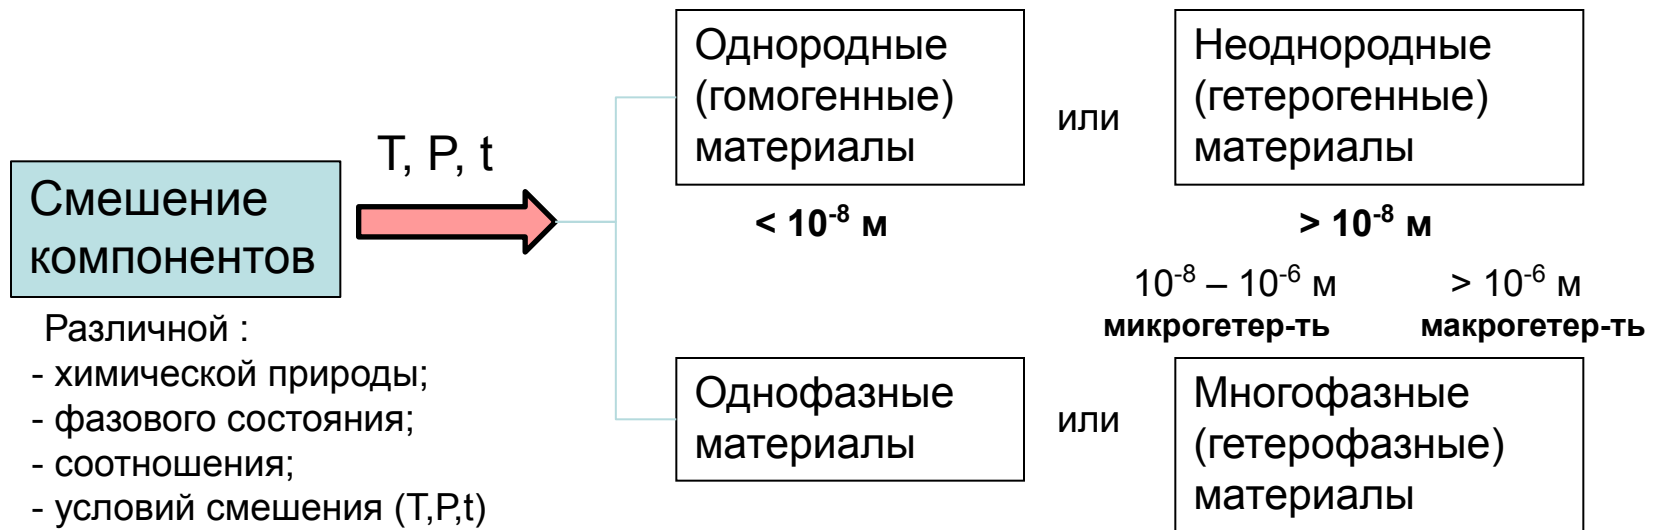 Смешение
компонентов
Различной :
- химической природы;
- фазового состояния;
- соотношения;
- условий смешения (T,P,t)
T, P, t
Однородные
(гомогенные)
материалы
или
Неоднородные
(гетерогенные)
материалы
< 10⁻⁸ м
> 10⁻⁸ м
10⁻⁸ – 10⁻⁶ м
> 10⁻⁶ м
микрогетер-ть
макрогетер-ть
Однофазные
материалы
или
Многофазные
(гетерофазные)
материалы